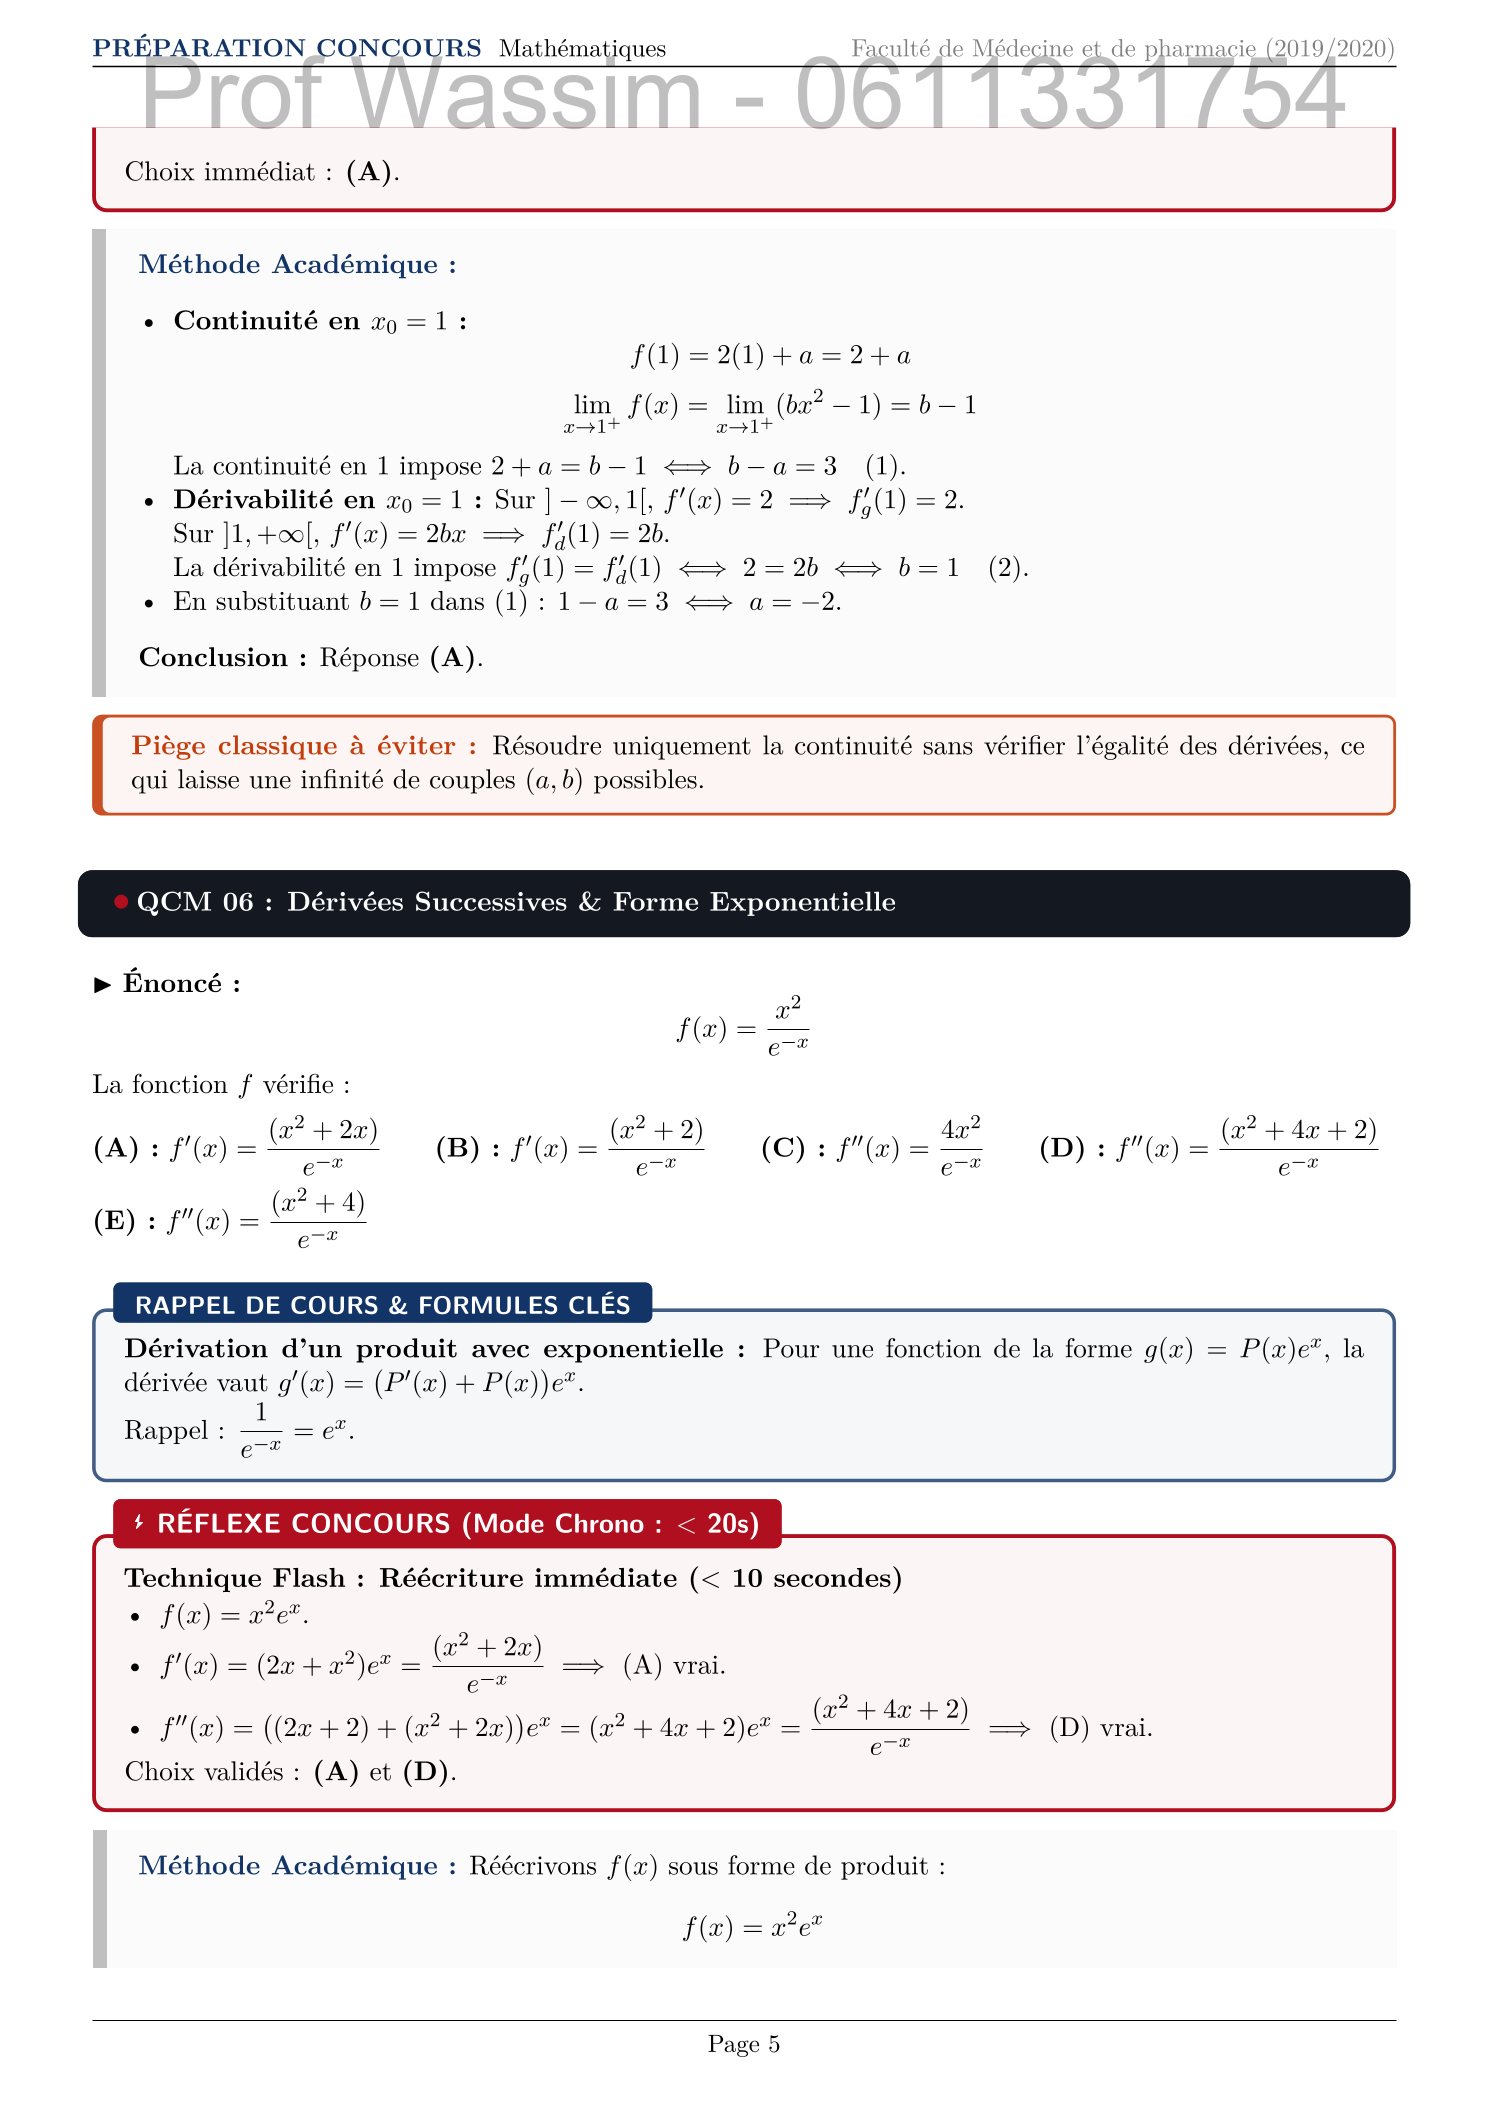 PRÉPARATION CONCOURS Mathématiques Faculté de Médecine et de pharmacie (2019/2020)
Prof Wassim - 0611331754
Choix immédiat : (A).
Méthode Académique :
• Continuité en x₀ = 1 :
f(1) = 2(1) + a = 2 + a
lim_{x→1⁺} f(x) = lim_{x→1⁺} (bx² − 1) = b − 1
La continuité en 1 impose 2 + a = b − 1 ⟺ b − a = 3 (1).
• Dérivabilité en x₀ = 1 : Sur ] − ∞, 1[, f′(x) = 2 ⟹ f′_g(1) = 2.
Sur ]1, +∞[, f′(x) = 2bx ⟹ f′_d(1) = 2b.
La dérivabilité en 1 impose f′_g(1) = f′_d(1) ⟺ 2 = 2b ⟺ b = 1 (2).
• En substituant b = 1 dans (1) : 1 − a = 3 ⟺ a = −2.
Conclusion : Réponse (A).
Piège classique à éviter : Résoudre uniquement la continuité sans vérifier l'égalité des dérivées, ce
qui laisse une infinité de couples (a, b) possibles.
• QCM 06 : Dérivées Successives & Forme Exponentielle
▶ Énoncé :
f(x) = x²/e⁻ˣ
La fonction f vérifie :
(A) : f′(x) = (x² + 2x)/e⁻ˣ (B) : f′(x) = (x² + 2)/e⁻ˣ (C) : f″(x) = 4x²/e⁻ˣ (D) : f″(x) = (x² + 4x + 2)/e⁻ˣ
(E) : f″(x) = (x² + 4)/e⁻ˣ
RAPPEL DE COURS & FORMULES CLÉS
Dérivation d'un produit avec exponentielle : Pour une fonction de la forme g(x) = P(x)eˣ, la
dérivée vaut g′(x) = (P′(x) + P(x))eˣ.
Rappel : 1/e⁻ˣ = eˣ.
⚡ RÉFLEXE CONCOURS (Mode Chrono : < 20s)
Technique Flash : Réécriture immédiate (< 10 secondes)
• f(x) = x²eˣ.
• f′(x) = (2x + x²)eˣ = (x² + 2x)/e⁻ˣ ⟹ (A) vrai.
• f″(x) = ((2x + 2) + (x² + 2x))eˣ = (x² + 4x + 2)eˣ = (x² + 4x + 2)/e⁻ˣ ⟹ (D) vrai.
Choix validés : (A) et (D).
Méthode Académique : Réécrivons f(x) sous forme de produit :
f(x) = x²eˣ
Page 5